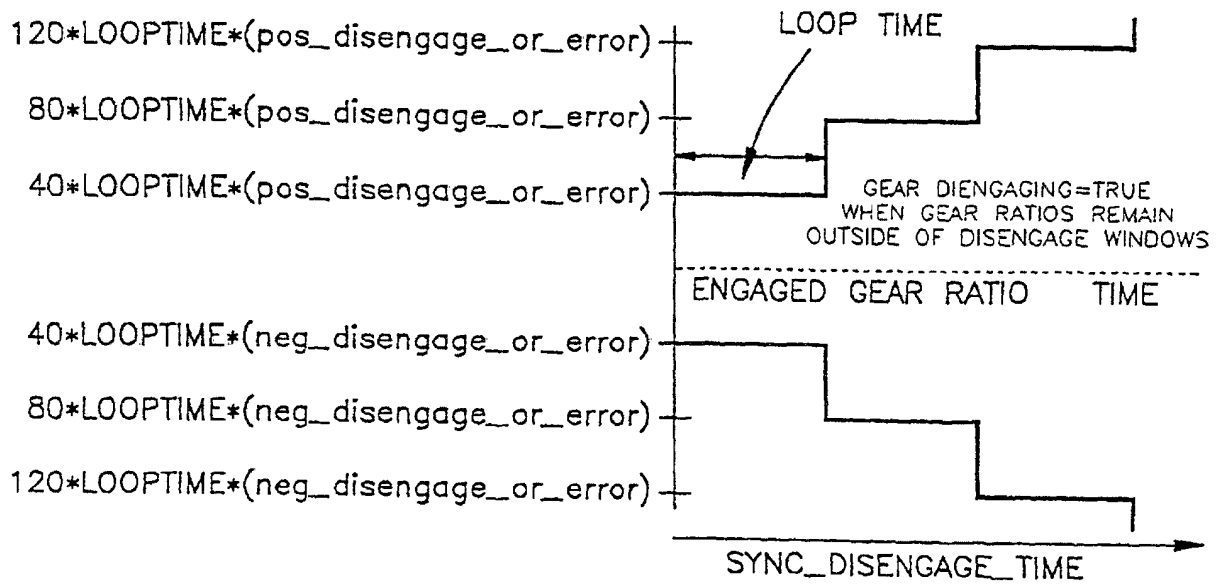 120*LOOPTIME*(pos_disengage_or_error)
LOOP TIME
80*LOOPTIME*(pos_disengage_or_error)
40*LOOPTIME*(pos_disengage_or_error)
GEAR DIENGAGING=TRUE
WHEN GEAR RATIOS REMAIN
OUTSIDE OF DISENGAGE WINDOWS
ENGAGED GEAR RATIO TIME
40*LOOPTIME*(neg_disengage_or_error)
80*LOOPTIME*(neg_disengage_or_error)
120*LOOPTIME*(neg_disengage_or_error)
SYNC_DISENGAGE_TIME